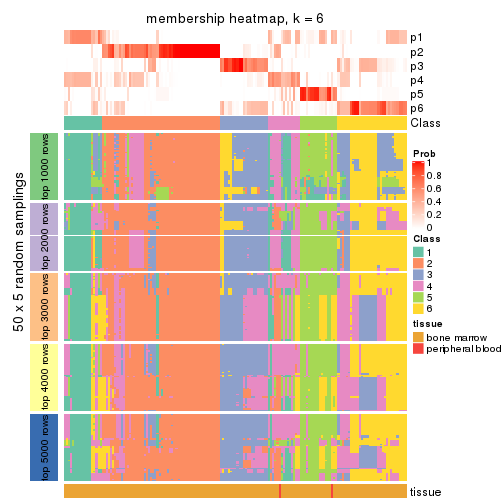 membership heatmap, k = 6
p1
p2
p3
p4
p5
p6
Class
Prob
1
0.8
0.6
0.4
0.2
0
Class
1
2
3
4
5
6
tissue
bone marrow
peripheral blood
50 x 5 random samplings
top 1000 rows
top 2000 rows
top 3000 rows
top 4000 rows
top 5000 rows
tissue